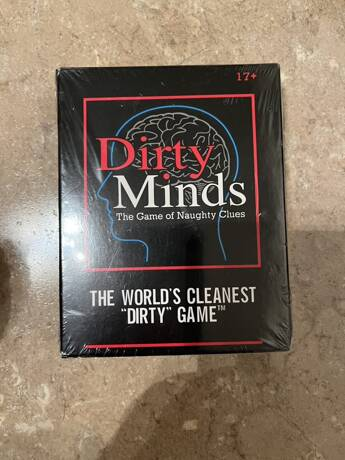 17+
Dirty
Minds
The Game of Naughty Clues
THE WORLD'S CLEANEST
"DIRTY" GAME™